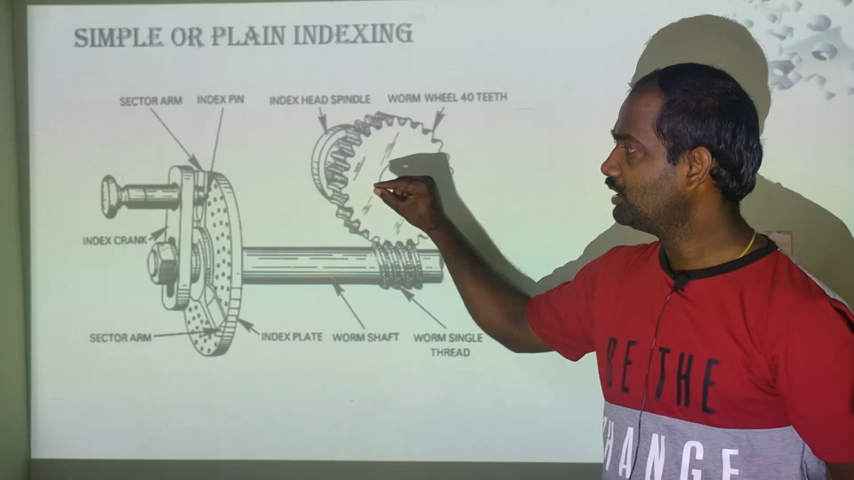 SIMPLE OR PLAIN INDEXING
SECTOR ARM INDEX PIN INDEX HEAD SPINDLE WORM WHEEL 40 TEETH
INDEX CRANK
SECTOR ARM INDEX PLATE WORM SHAFT WORM SINGLE
THREAD
BE THE
CHANGE